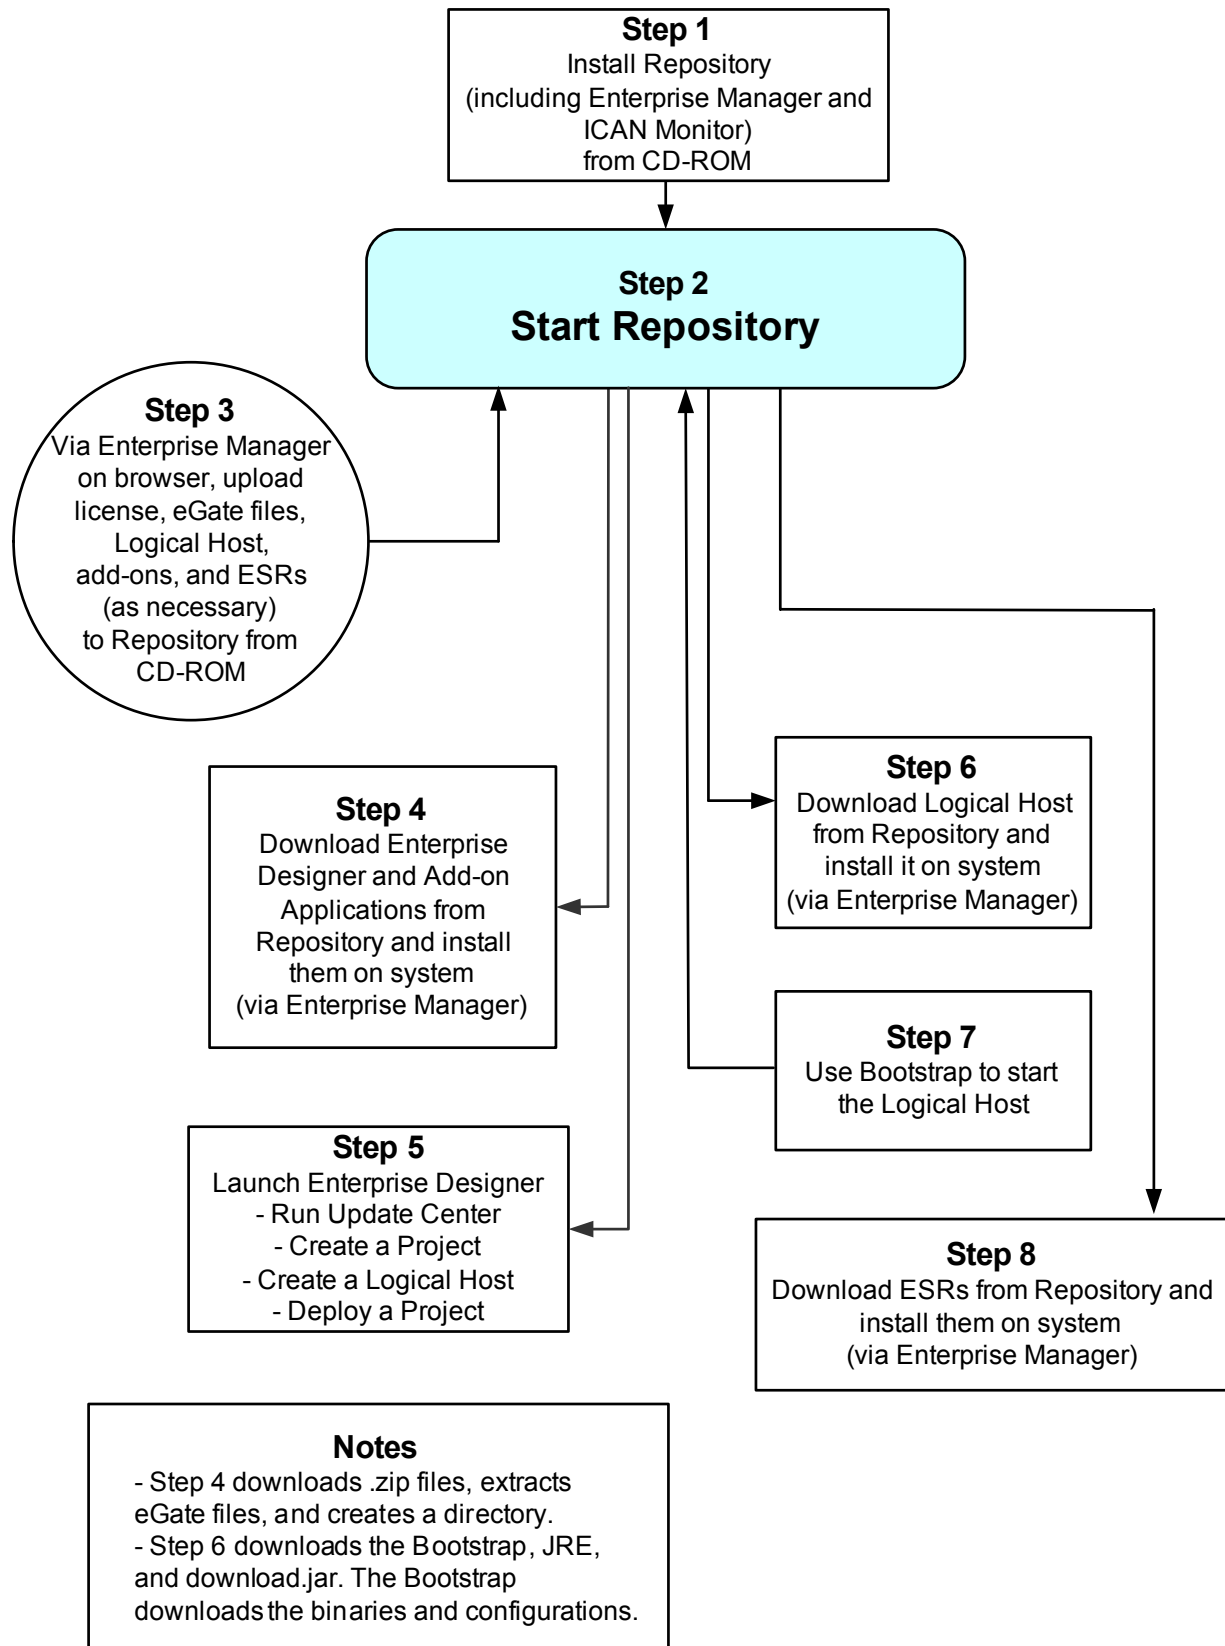 Step 1
Install Repository
(including Enterprise Manager and
ICAN Monitor)
from CD-ROM
Step 2
Start Repository
Step 3
Via Enterprise Manager
on browser, upload
license, eGate files,
Logical Host,
add-ons, and ESRs
(as necessary)
to Repository from
CD-ROM
Step 4
Download Enterprise
Designer and Add-on
Applications from
Repository and install
them on system
(via Enterprise Manager)
Step 5
Launch Enterprise Designer
- Run Update Center
- Create a Project
- Create a Logical Host
- Deploy a Project
Step 6
Download Logical Host
from Repository and
install it on system
(via Enterprise Manager)
Step 7
Use Bootstrap to start
the Logical Host
Step 8
Download ESRs from Repository and
install them on system
(via Enterprise Manager)
Notes
- Step 4 downloads .zip files, extracts
eGate files, and creates a directory.
- Step 6 downloads the Bootstrap, JRE,
and download.jar. The Bootstrap
downloads the binaries and configurations.